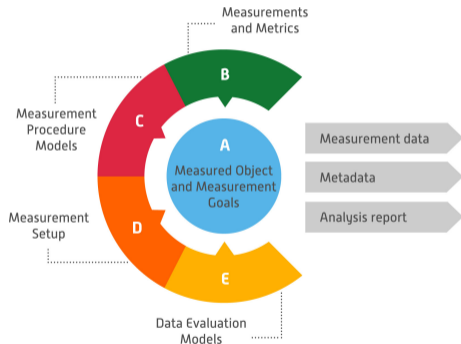 Measurements
and Metrics
B
C
Measurement
Procedure
Models
A
Measured Object
and Measurement
Goals
Measurement data
Metadata
Analysis report
Measurement
Setup
D
E
Data Evaluation
Models